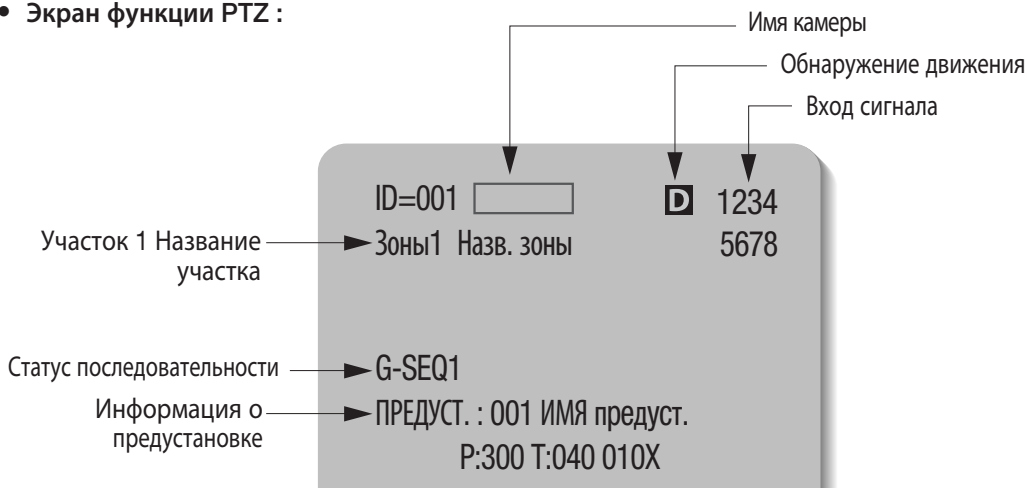 • Экран функции PTZ :
Имя камеры
Обнаружение движения
Вход сигнала
ID=001 D 1234
Участок 1 Название
участка
Зоны1 Назв. зоны 5678
Статус последовательности
G-SEQ1
Информация о
предустановке
ПРЕДУСТ. : 001 ИМЯ предуст.
P:300 T:040 010X